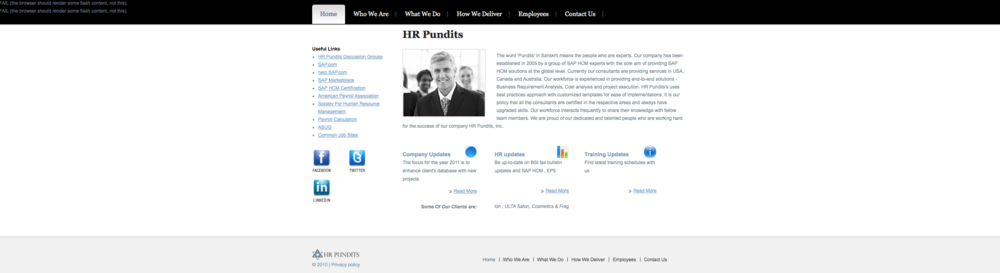 FAIL (the browser should render some flash content, not this).
FAIL (the browser should render some flash content, not this).
Home | Who We Are | What We Do | How We Deliver | Employees | Contact Us |
HR Pundits
Useful Links
HR Pundits Discussion Groups
SAP.com
help.SAP.com
SAP Marketplace
SAP HCM Certification
American Payroll Association
Society For Human Resource
Management
Payroll Calculation
ASUG
Common Job Sites
FACEBOOK TWITTER
LINKEDIN
The word 'Pundits' in Sanskrit means the people who are experts. Our company has been
established in 2005 by a group of SAP HCM experts with the sole aim of providing SAP
HCM solutions at the global level. Currently our consultants are providing services in USA,
Canada and Australia. Our workforce is experienced in providing end-to-end solutions -
Business Requirement Analysis, Cost analysis and project execution. HR Pundits's uses
best practices approach with customized templates for ease of implementations. It is our
policy that all the consultants are certified in the respective areas and always have
upgraded skills. Our workforce interacts frequently to share their knowledge with fellow
team members. We are proud of our dedicated and talented people who are working hard
for the success of our company HR Pundits, Inc.
Company Updates
The focus for the year 2011 is to
enhance client's database with new
projects
» Read More
HR updates
Be up-to-date on BSI tax bulletin
updates and SAP HCM , EP5
» Read More
Training Updates
Find latest training schedules with
us
» Read More
Some Of Our Clients are: ion , ULTA Salon, Cosmetics & Frag
HR PUNDITS
© 2010 | Privacy policy
Home | Who We Are | What We Do | How We Deliver | Employees | Contact Us